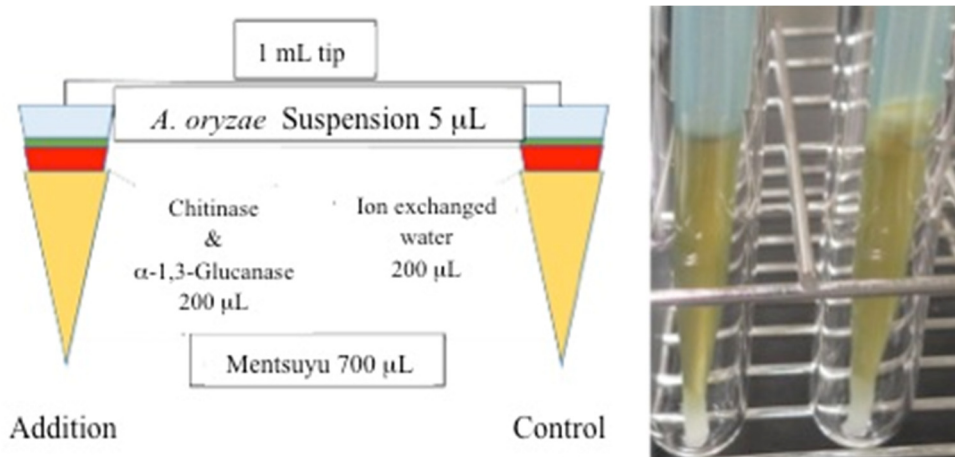 1 mL tip
A. oryzae Suspension 5 μL
Chitinase
&
α-1,3-Glucanase
200 μL
Ion exchanged
water
200 μL
Mentsuyu 700 μL
Addition
Control